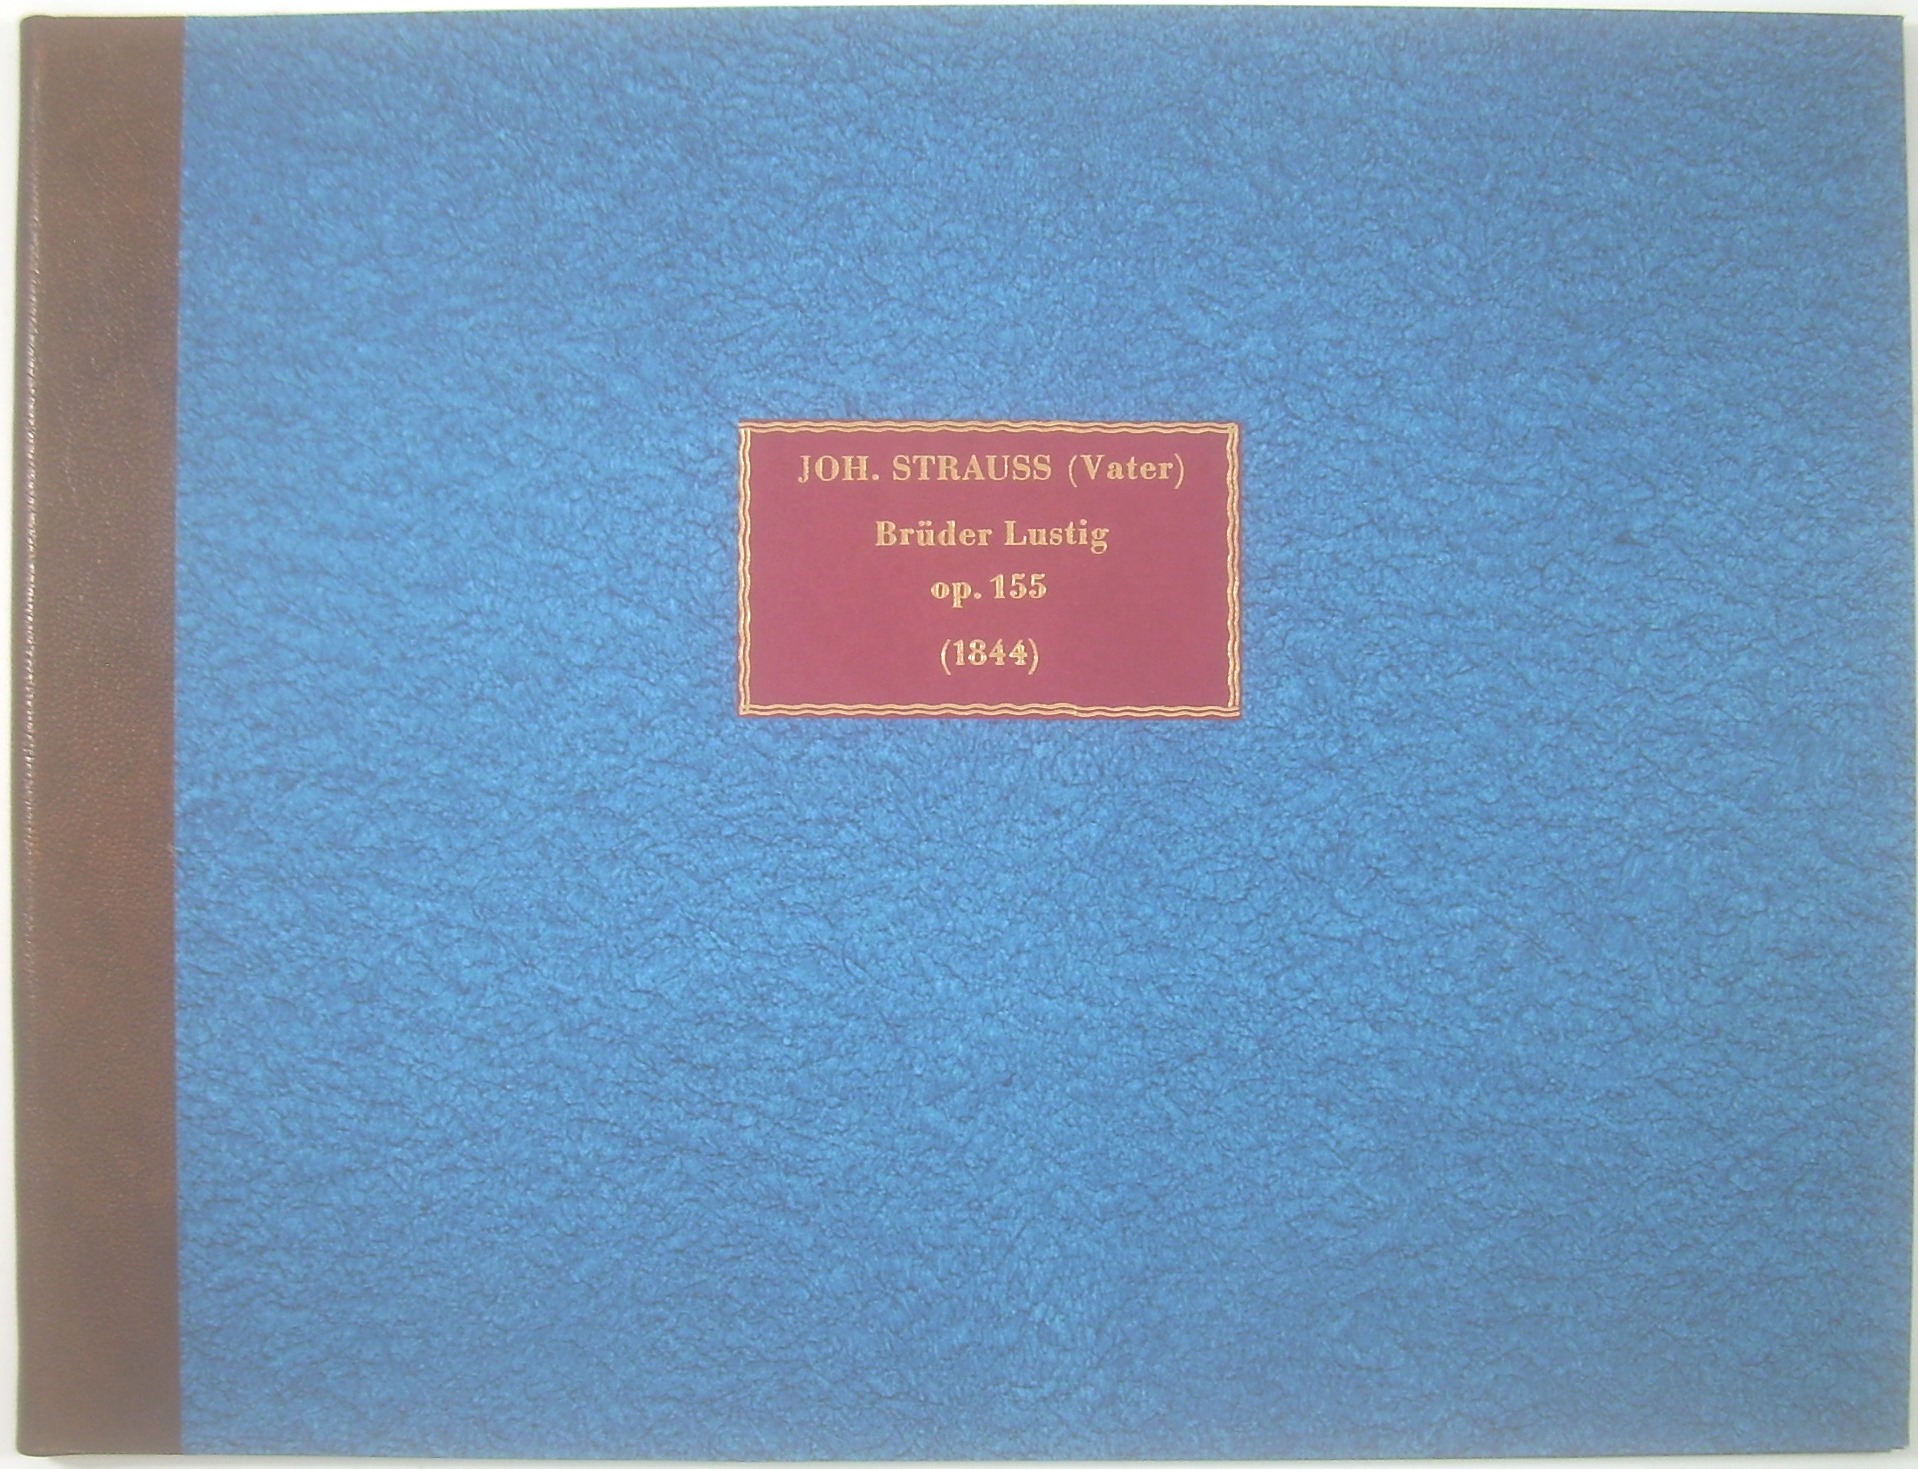 JOH. STRAUSS (Vater)
Brüder Lustig
op. 155
(1844)